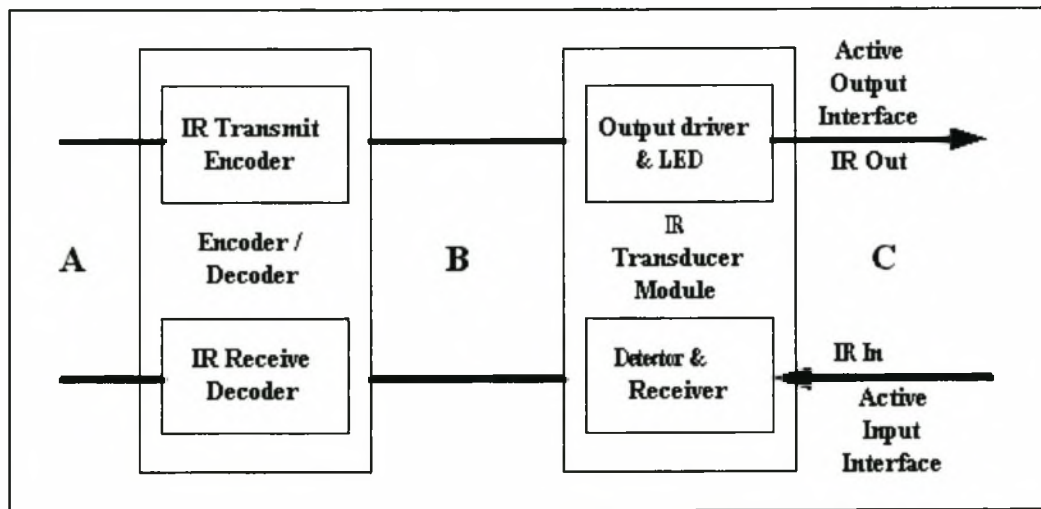 A
IR Transmit
Encoder
Encoder /
Decoder
IR Receive
Decoder
B
Output driver
& LED
IR
Transducer
Module
Detector &
Receiver
Active
Output
Interface
IR Out
C
IR In
Active
Input
Interface